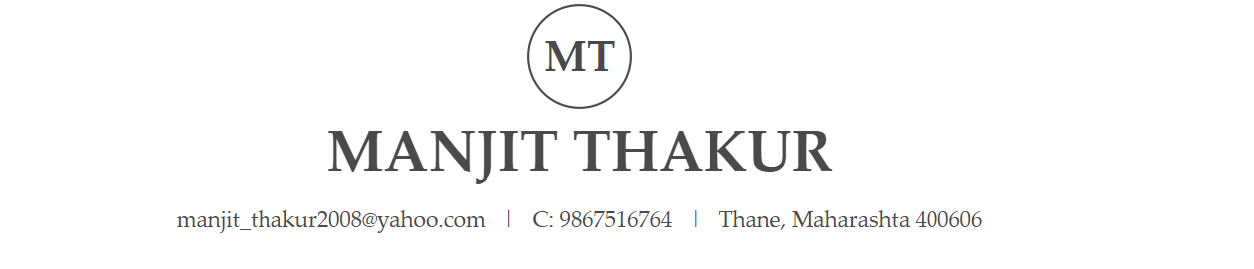 MT
MANJIT THAKUR
manjit_thakur2008@yahoo.com | C: 9867516764 | Thane, Maharashta 400606